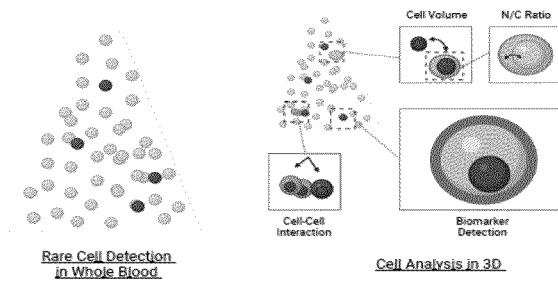 Cell Volume
N/C Ratio
Cell-Cell
Interaction
Biomarker
Detection
Rare Cell Detection
in Whole Blood
Cell Analysis in 3D